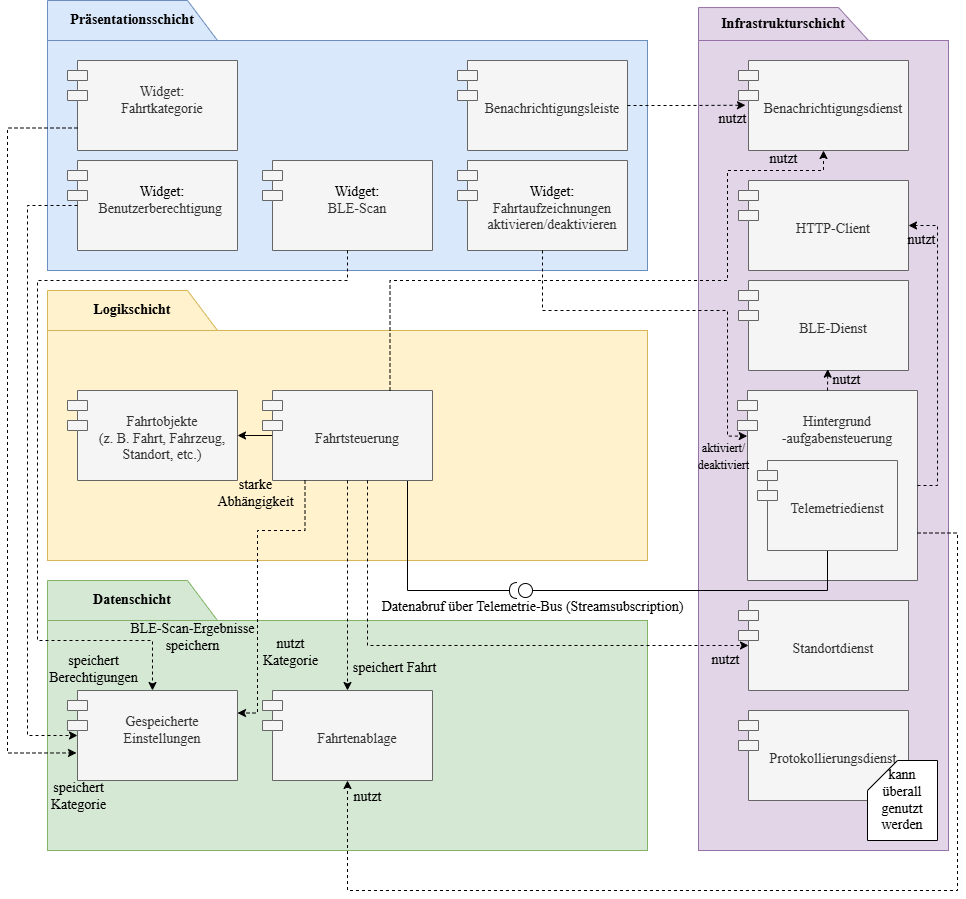 Präsentationsschicht
Widget:
Fahrtkategorie
Benachrichtigungsleiste
Widget:
Benutzerberechtigung
Widget:
BLE-Scan
Widget:
Fahrtaufzeichnungen
aktivieren/deaktivieren
Infrastrukturschicht
Benachrichtigungsdienst
nutzt
nutzt
HTTP-Client
nutzt
BLE-Dienst
nutzt
Hintergrund
-aufgabensteuerung
aktiviert/
deaktiviert
Telemetriedienst
Standortdienst
nutzt
Protokollierungsdienst
kann
überall
genutzt
werden
Logikschicht
Fahrtobjekte
(z. B. Fahrt, Fahrzeug,
Standort, etc.)
Fahrtsteuerung
starke
Abhängigkeit
Datenabruf über Telemetrie-Bus (Streamsubscription)
Datenschicht
BLE-Scan-Ergebnisse
speichern
nutzt
Kategorie
speichert
Berechtigungen
speichert Fahrt
Gespeicherte
Einstellungen
Fahrtenablage
speichert
Kategorie
nutzt